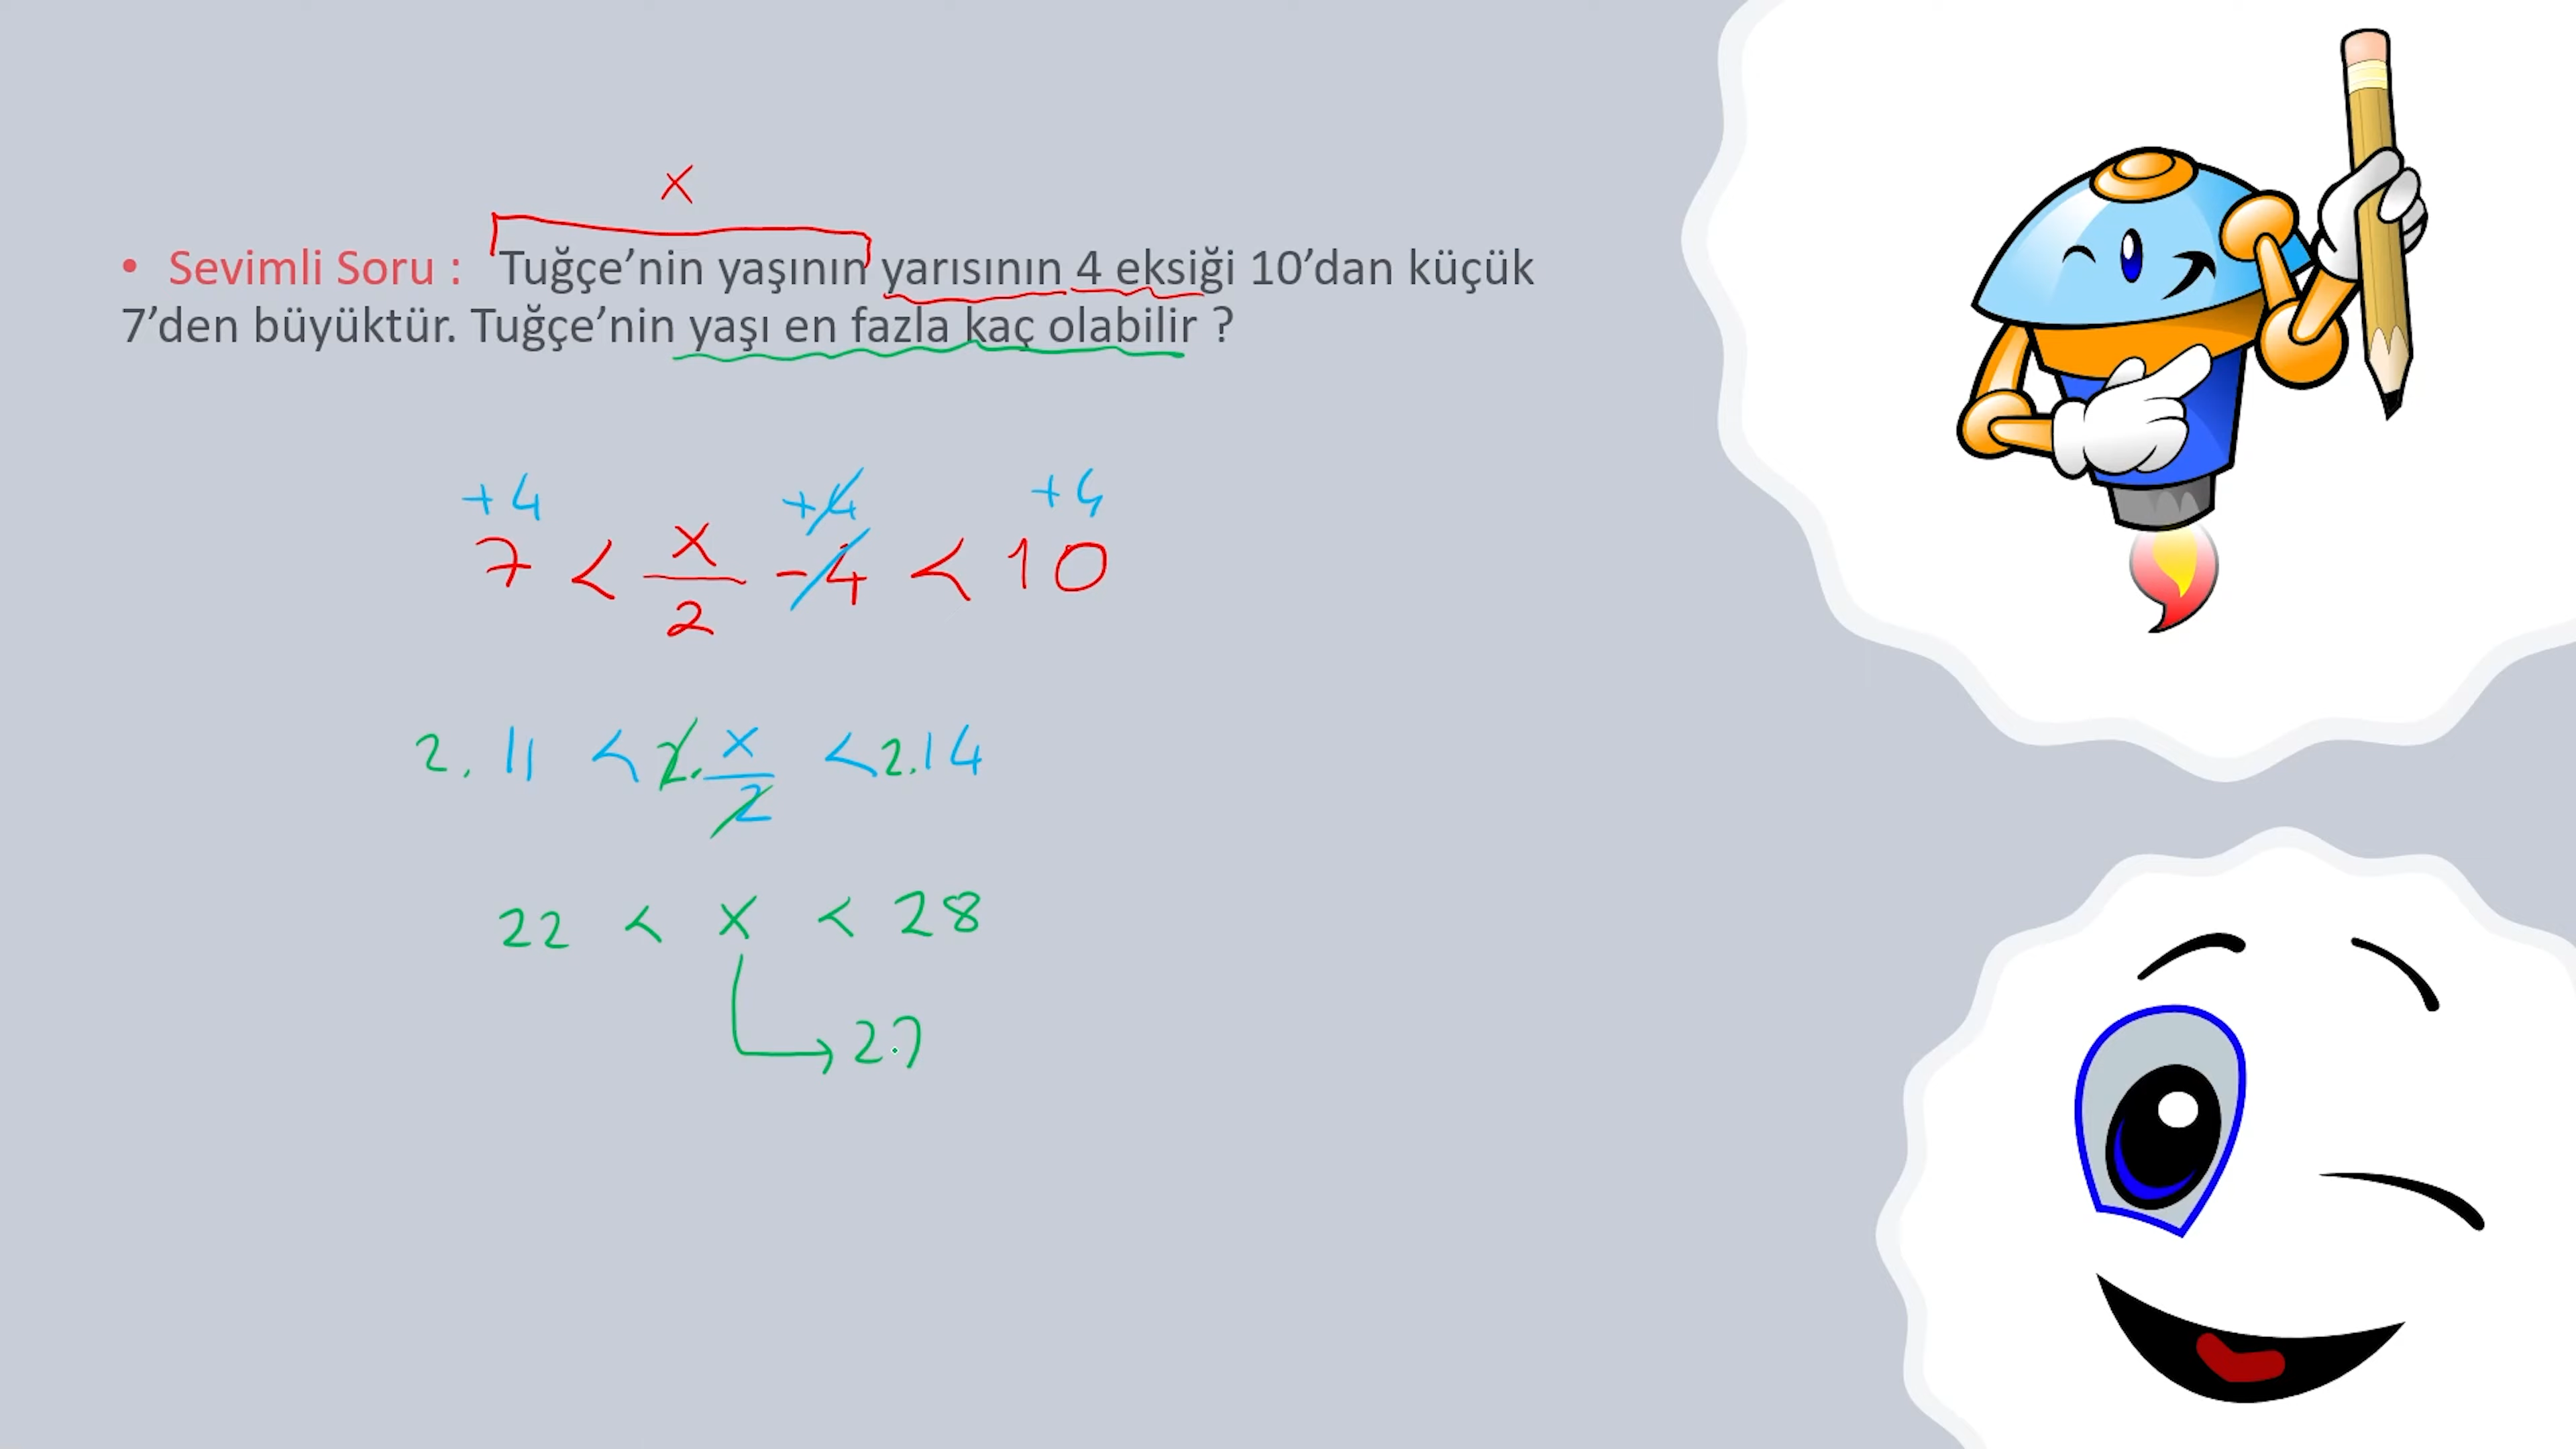 x
• Sevimli Soru : Tuğçe’nin yaşının yarısının 4 eksiği 10’dan küçük
7’den büyüktür. Tuğçe’nin yaşı en fazla kaç olabilir ?
+4 +4 +4
7 < x/2 -4 < 10
2. 11 < 2. x/2 < 2.14
22 < x < 28
→ 27